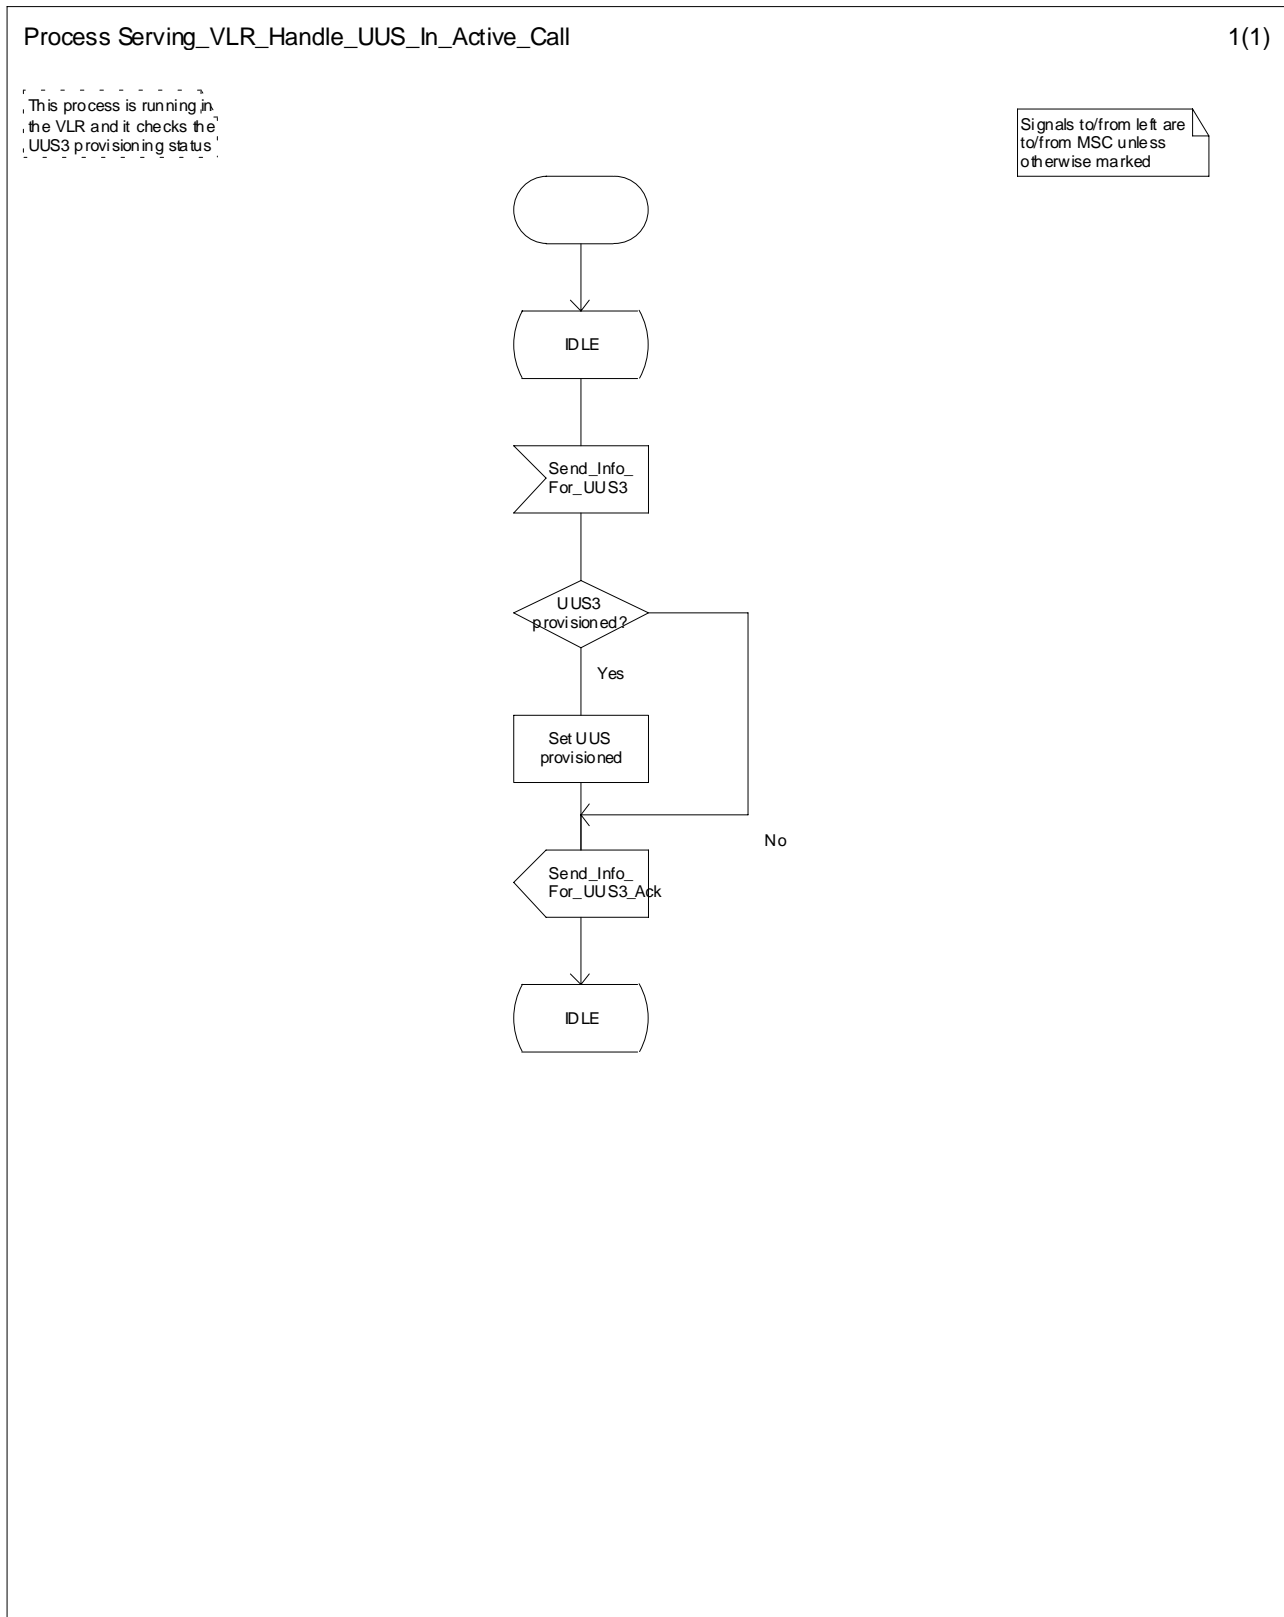 Process Serving_VLR_Handle_UUS_In_Active_Call
1(1)
This process is running in
the VLR and it checks the
UUS3 provisioning status
Signals to/from left are
to/from MSC unless
otherwise marked
IDLE
Send_Info_
For_UUS3
UUS3
provisioned?
Yes
Set UUS
provisioned
No
Send_Info_
For_UUS3_Ack
IDLE